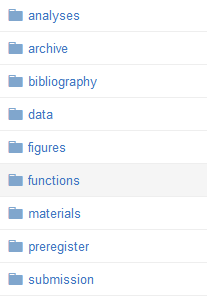 analyses
archive
bibliography
data
figures
functions
materials
preregister
submission